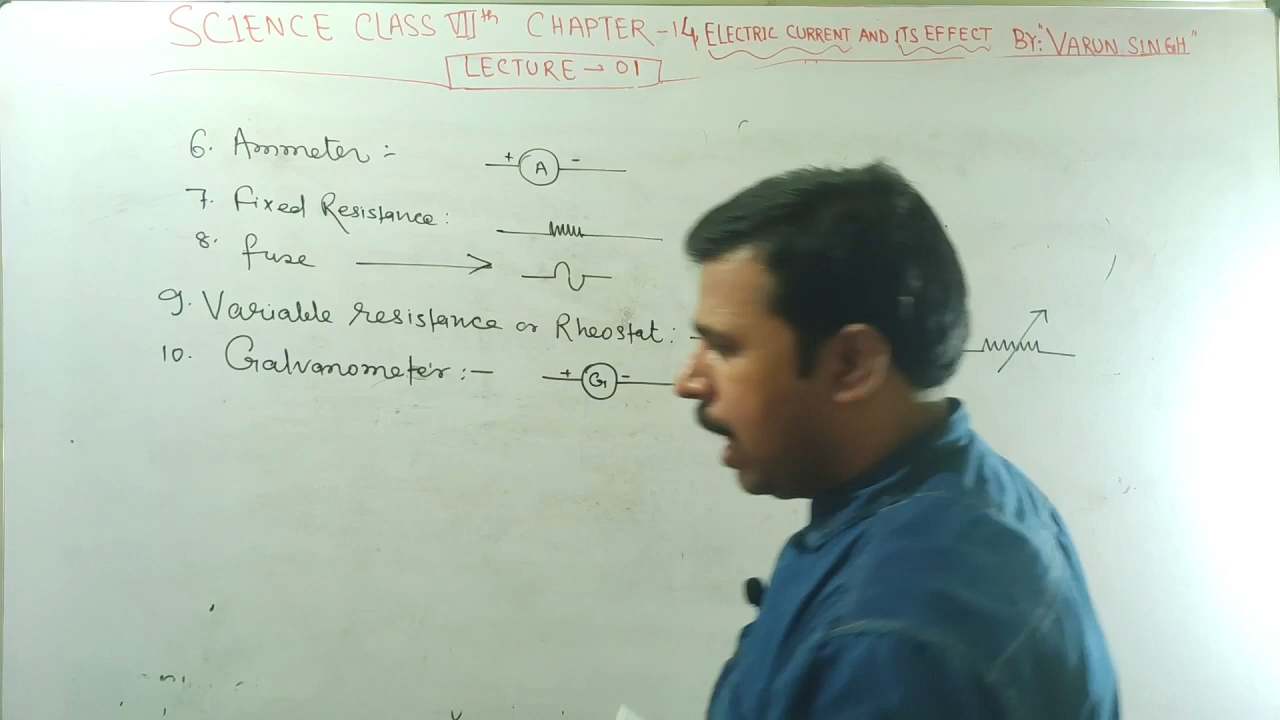 SCIENCE CLASS VIIth CHAPTER-14, ELECTRIC CURRENT AND ITS EFFECT BY: "VARUN SINGH"
LECTURE → 01
6. Ammeter :- + A -
7. Fixed Resistance:
8. fuse →
9. Variable resistance or Rheostat: -
10. Galvanometer :- + G -